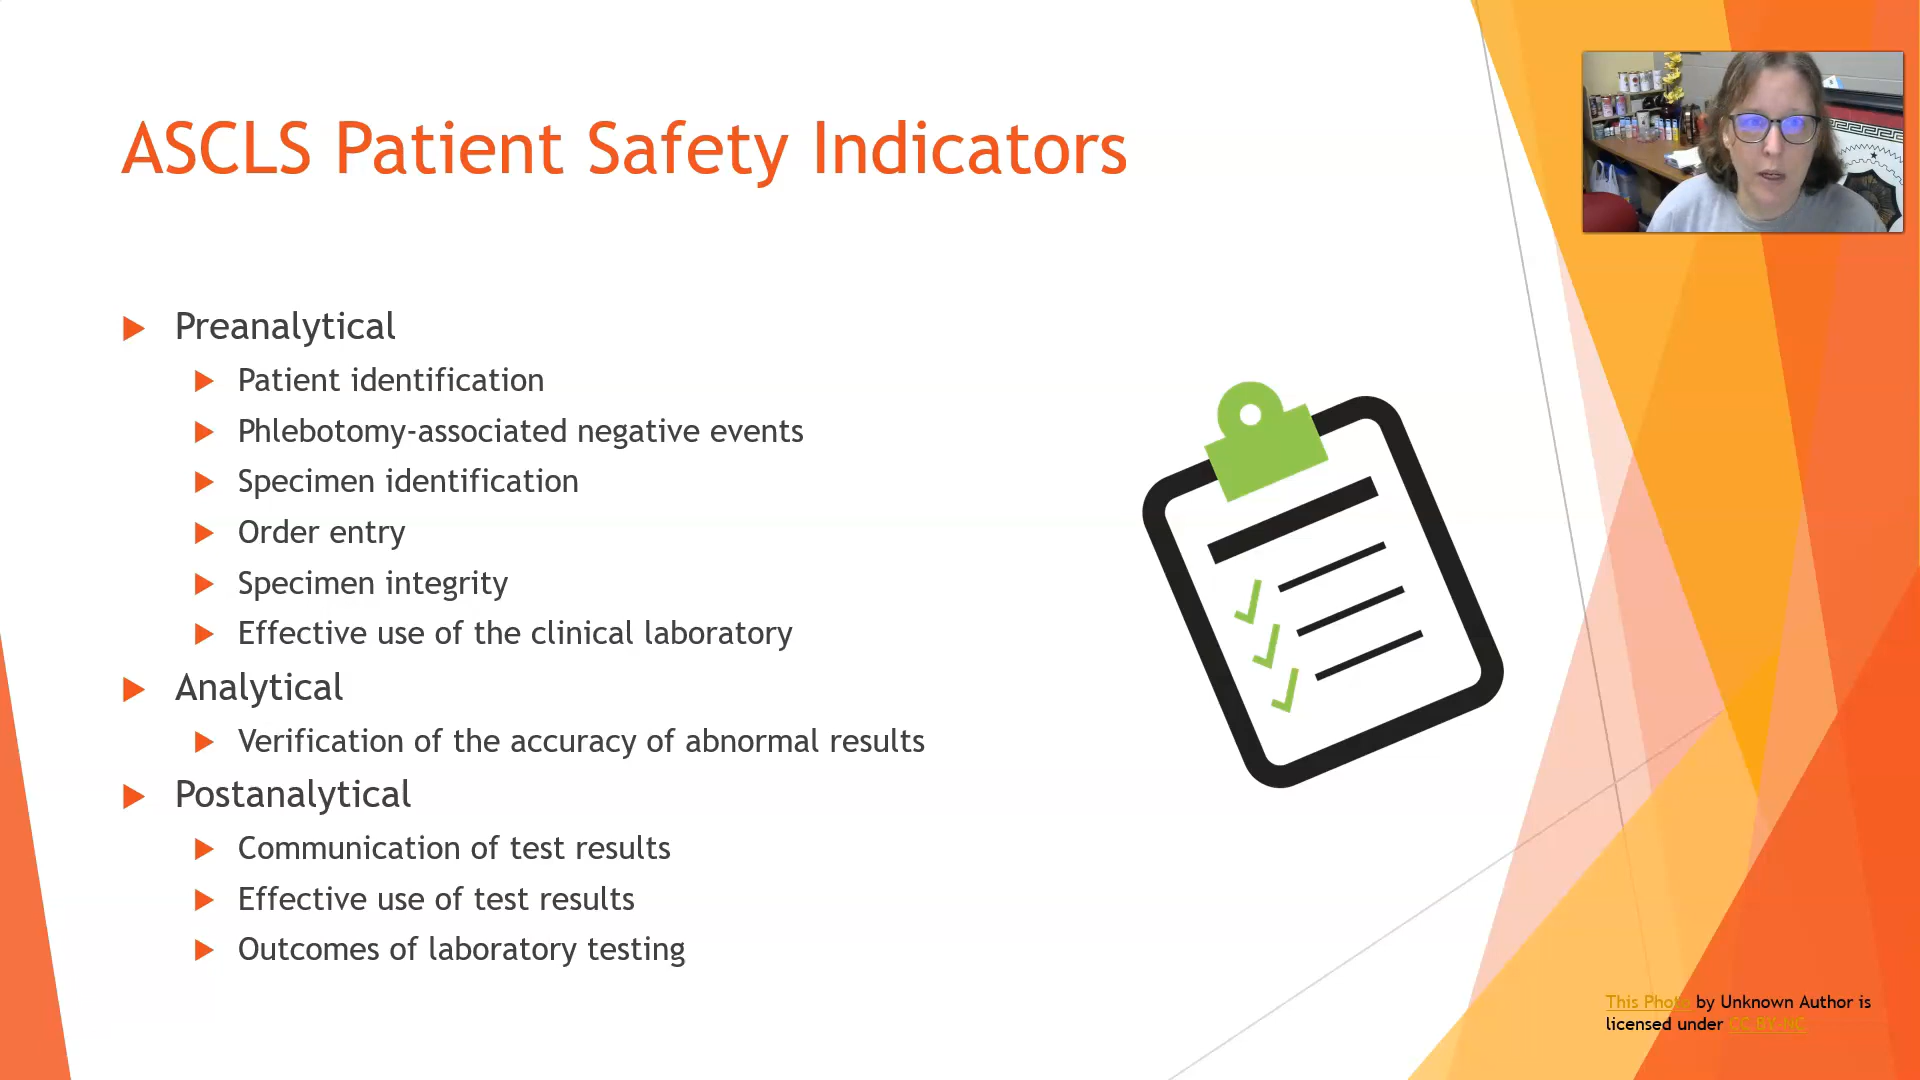 ASCLS Patient Safety Indicators
Preanalytical
Patient identification
Phlebotomy-associated negative events
Specimen identification
Order entry
Specimen integrity
Effective use of the clinical laboratory
Analytical
Verification of the accuracy of abnormal results
Postanalytical
Communication of test results
Effective use of test results
Outcomes of laboratory testing
This Photo by Unknown Author is
licensed under CC BY-NC